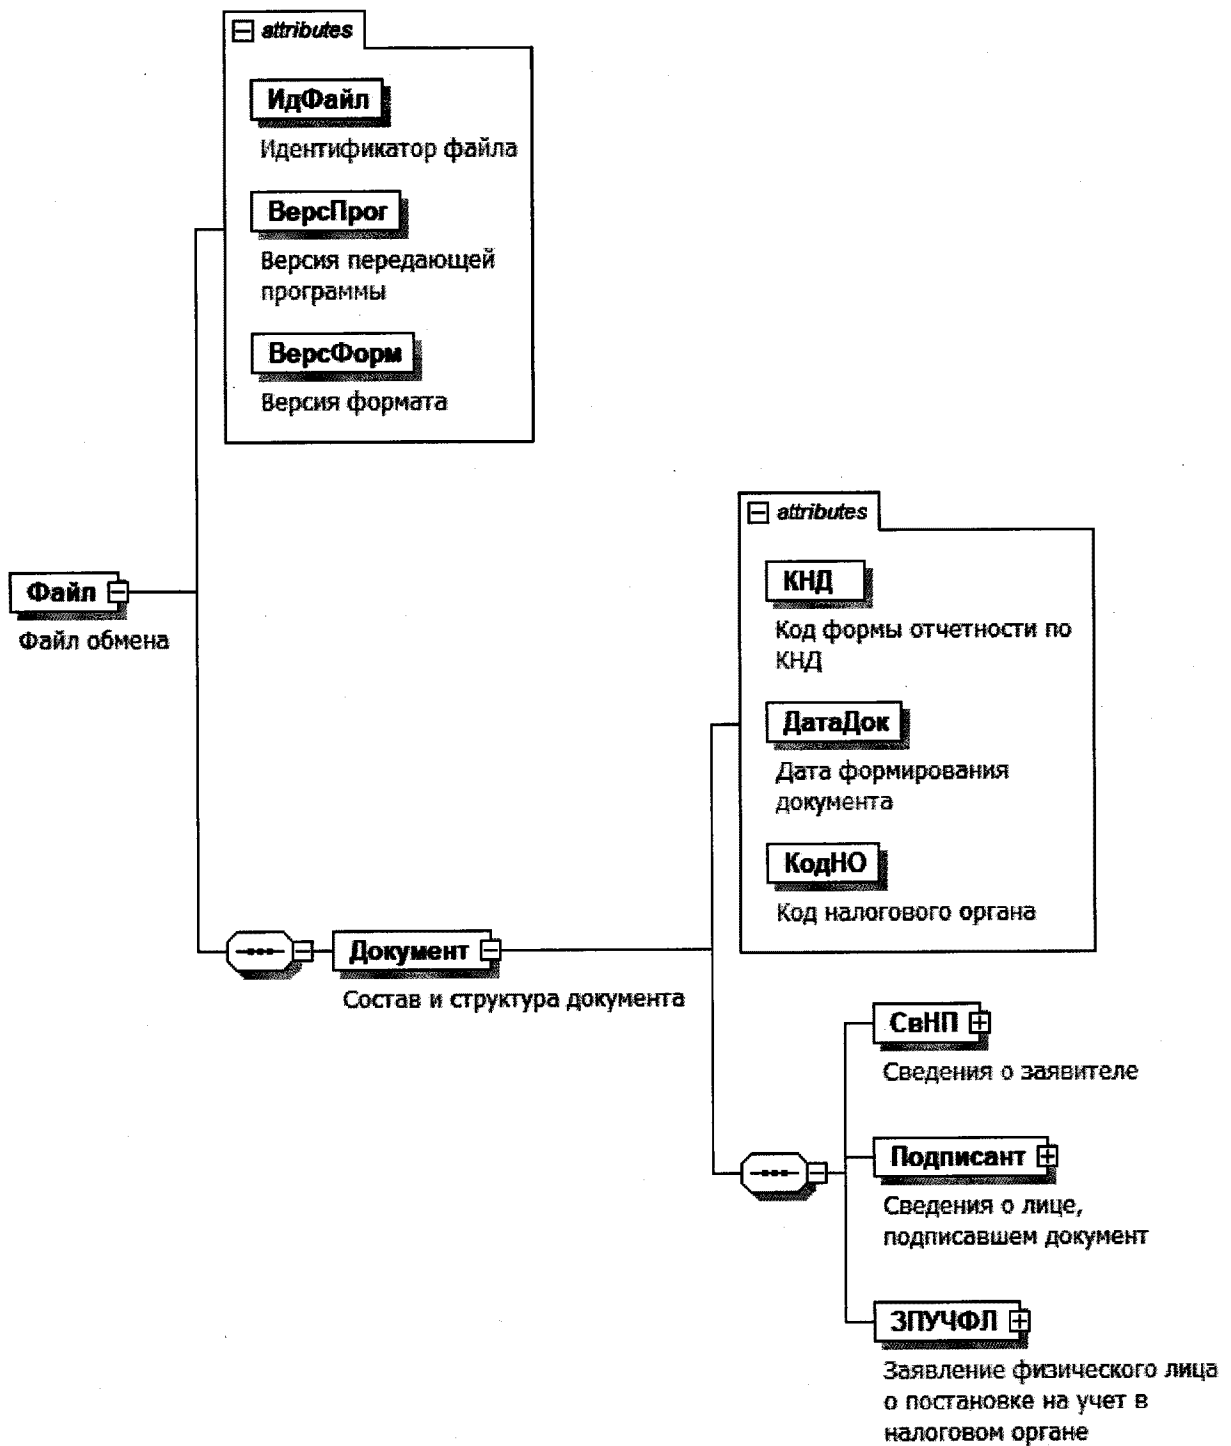 attributes
ИдФайл
Идентификатор файла
ВерсПрог
Версия передающей
программы
ВерсФорм
Версия формата
Файл
Файл обмена
attributes
КНД
Код формы отчетности по
КНД
ДатаДок
Дата формирования
документа
КодНО
Код налогового органа
Документ
Состав и структура документа
СвНП
Сведения о заявителе
Подписант
Сведения о лице,
подписавшем документ
ЗПУЧФЛ
Заявление физического лица
о постановке на учет в
налоговом органе